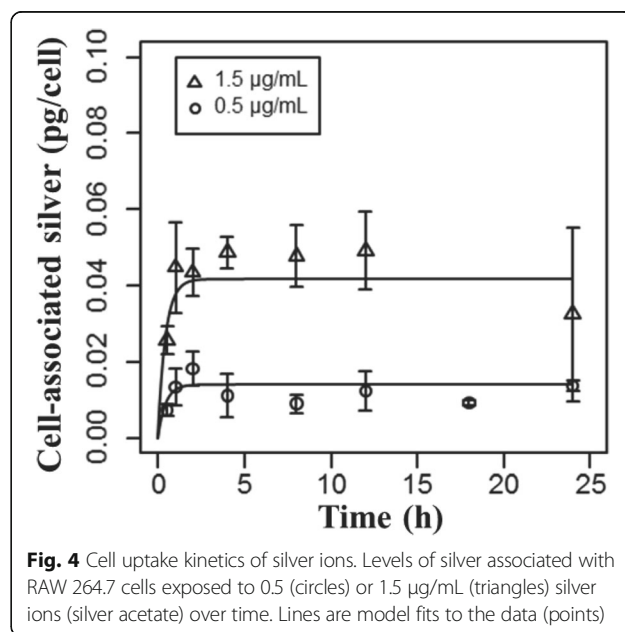 Cell-associated silver (pg/cell)
0.10
0.08
0.06
0.04
0.02
0.00
1.5 µg/mL
0.5 µg/mL
0 5 10 15 20 25
Time (h)
Fig. 4 Cell uptake kinetics of silver ions. Levels of silver associated with
RAW 264.7 cells exposed to 0.5 (circles) or 1.5 µg/mL (triangles) silver
ions (silver acetate) over time. Lines are model fits to the data (points)